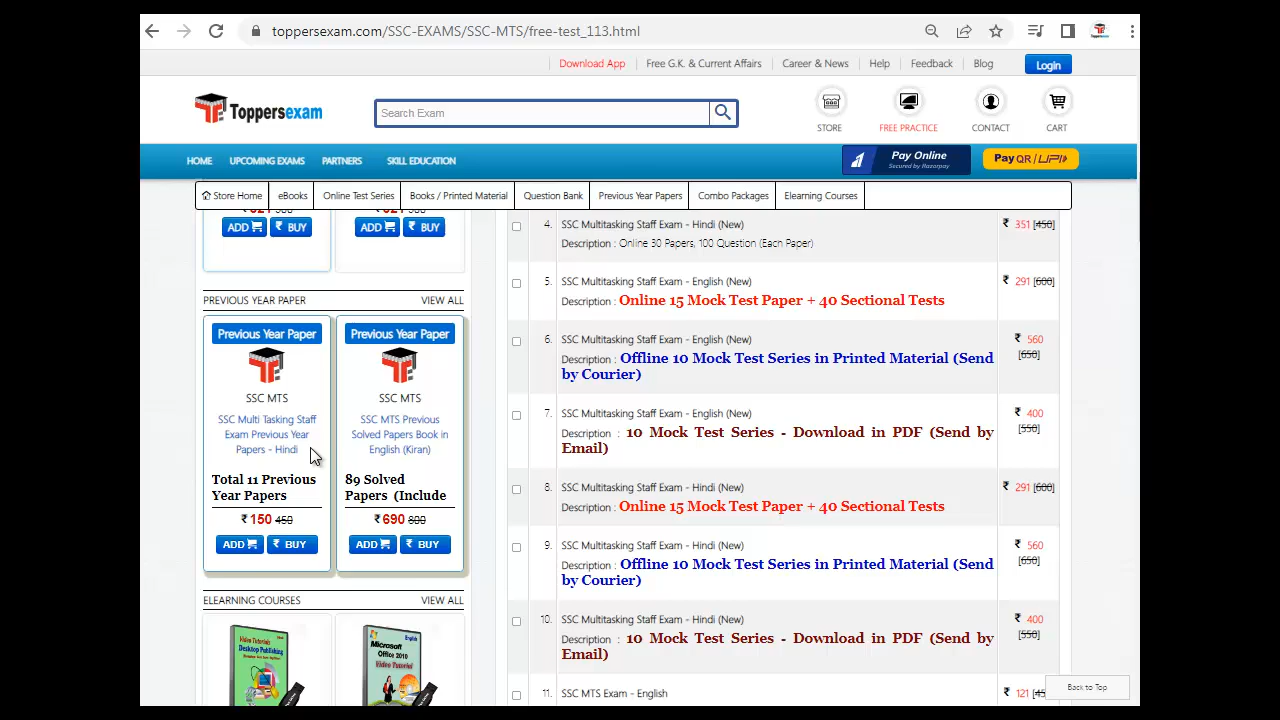 toppersexam.com/SSC-EXAMS/SSC-MTS/free-test_113.html
Download App
Free G.K. & Current Affairs
Career & News
Help
Feedback
Blog
Login
Toppersexam
Search Exam
STORE
FREE PRACTICE
CONTACT
CART
HOME
UPCOMING EXAMS
PARTNERS
SKILL EDUCATION
Pay Online
Secured by Razorpay
Pay QR / UPI
Store Home
eBooks
Online Test Series
Books / Printed Material
Question Bank
Previous Year Papers
Combo Packages
Elearning Courses
ADD
₹ BUY
ADD
₹ BUY
PREVIOUS YEAR PAPER
VIEW ALL
Previous Year Paper
SSC MTS
SSC Multi Tasking Staff
Exam Previous Year
Papers - Hindi
Total 11 Previous
Year Papers
₹ 150 450
ADD
₹ BUY
Previous Year Paper
SSC MTS
SSC MTS Previous
Solved Papers Book in
English (Kiran)
89 Solved
Papers (Include
₹ 690 800
ADD
₹ BUY
ELEARNING COURSES
VIEW ALL
Video Tutorials
Desktop Publishing
English
Microsoft
Office 2010
Video Tutorial
4. SSC Multitasking Staff Exam - Hindi (New) ₹ 351 [450]
Description : Online 30 Papers, 100 Question (Each Paper)
5. SSC Multitasking Staff Exam - English (New) ₹ 291 [600]
Description : Online 15 Mock Test Paper + 40 Sectional Tests
6. SSC Multitasking Staff Exam - English (New) ₹ 560
[650]
Description : Offline 10 Mock Test Series in Printed Material (Send
by Courier)
7. SSC Multitasking Staff Exam - English (New) ₹ 400
[550]
Description : 10 Mock Test Series - Download in PDF (Send by
Email)
8. SSC Multitasking Staff Exam - Hindi (New) ₹ 291 [600]
Description : Online 15 Mock Test Paper + 40 Sectional Tests
9. SSC Multitasking Staff Exam - Hindi (New) ₹ 560
[650]
Description : Offline 10 Mock Test Series in Printed Material (Send
by Courier)
10. SSC Multitasking Staff Exam - Hindi (New) ₹ 400
[550]
Description : 10 Mock Test Series - Download in PDF (Send by
Email)
11. SSC MTS Exam - English ₹ 121
Back to Top